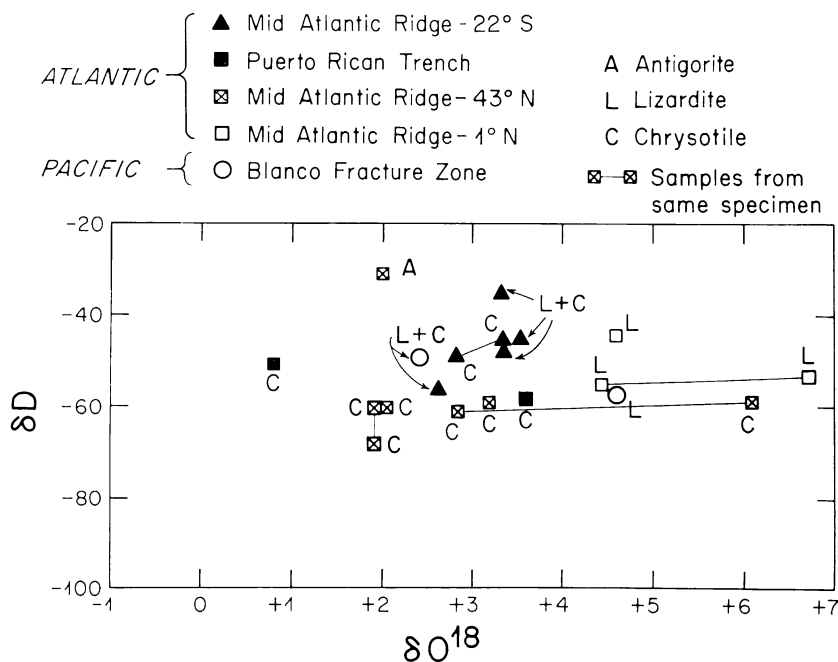 ATLANTIC
Mid Atlantic Ridge - 22° S
Puerto Rican Trench
Mid Atlantic Ridge - 43° N
Mid Atlantic Ridge - 1° N
PACIFIC
Blanco Fracture Zone
A Antigorite
L Lizardite
C Chrysotile
Samples from
same specimen
-20
-40
-60
-80
-100
δD
A
L+C
L+C
C
C
L
L
L
L
C
C
C
C
C
C
C
C
-1
0
+1
+2
+3
+4
+5
+6
+7
δO¹⁸